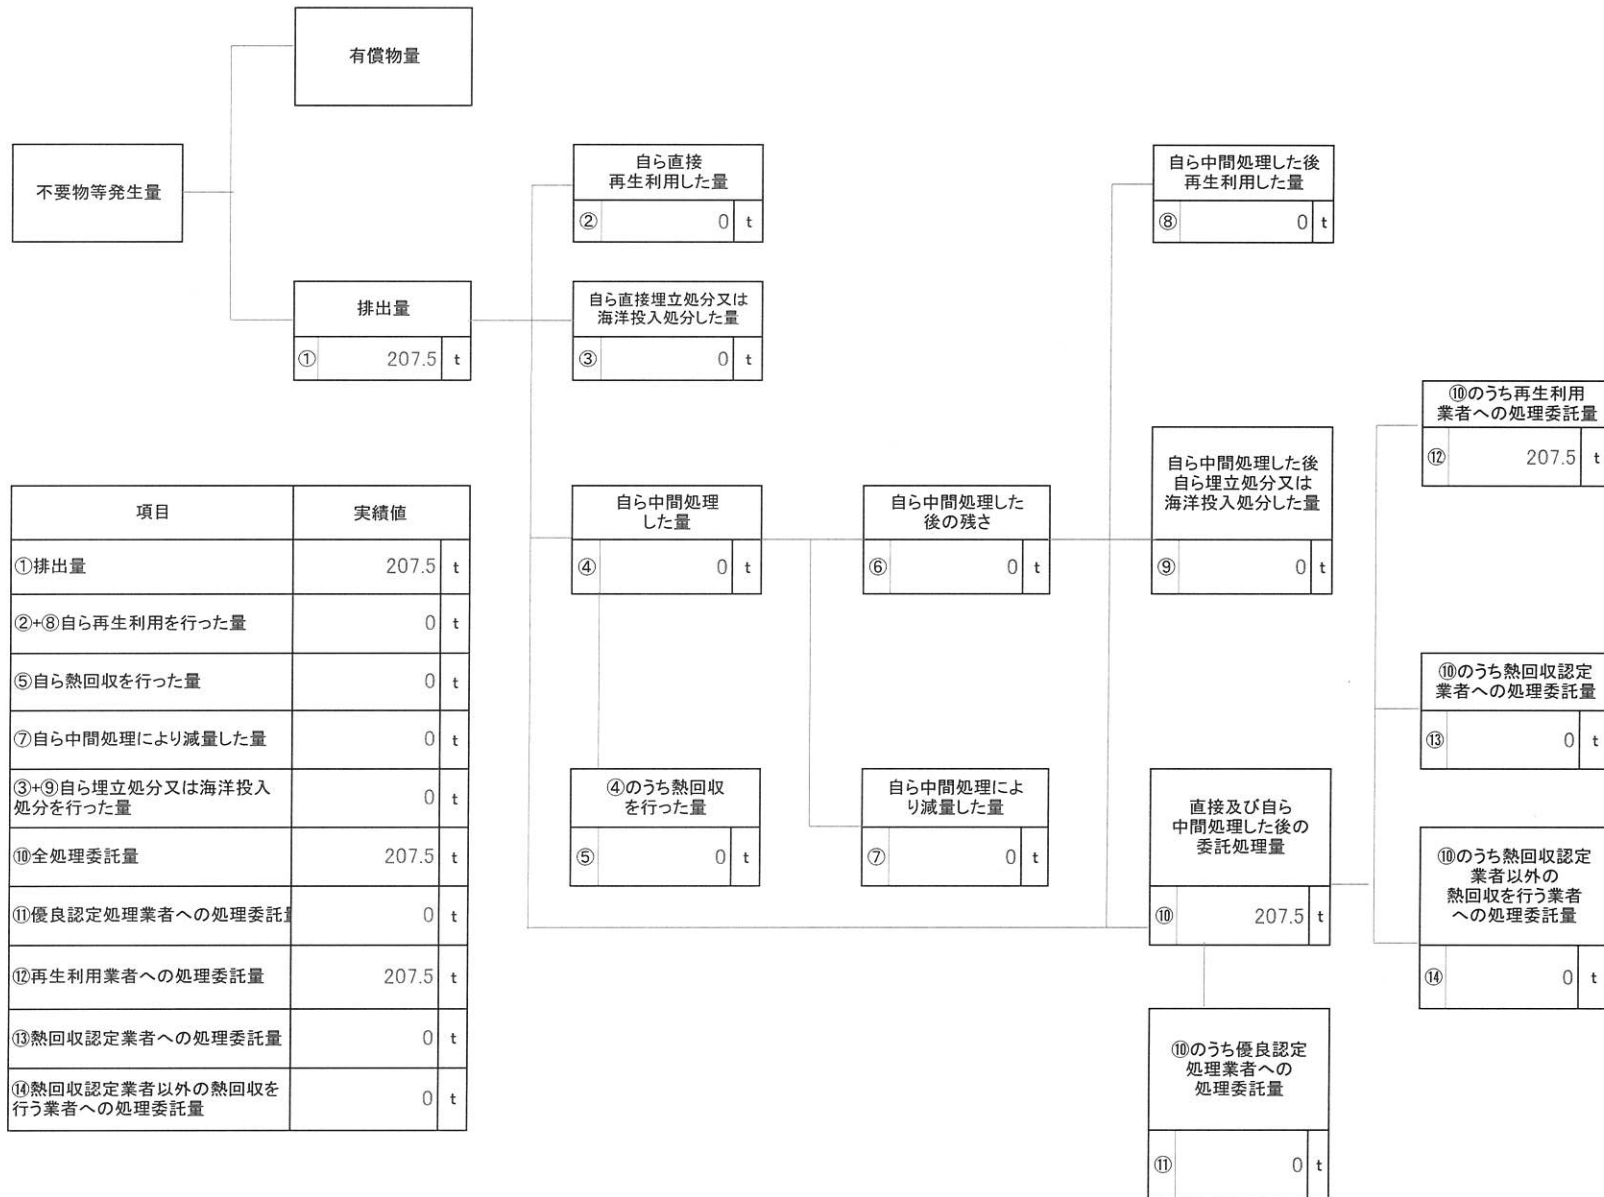 有償物量
不要物等発生量
自ら直接
再生利用した量
② 0 t
自ら中間処理した後
再生利用した量
⑧ 0 t
排出量
① 207.5 t
自ら直接埋立処分又は
海洋投入処分した量
③ 0 t
⑩のうち再生利用
業者への処理委託量
⑫ 207.5 t
自ら中間処理した後
自ら埋立処分又は
海洋投入処分した量
⑨ 0 t
自ら中間処理
した量
④ 0 t
自ら中間処理した
後の残さ
⑥ 0 t
⑩のうち熱回収認定
業者への処理委託量
⑬ 0 t
④のうち熱回収
を行った量
⑤ 0 t
自ら中間処理によ
り減量した量
⑦ 0 t
直接及び自ら
中間処理した後の
委託処理量
⑩ 207.5 t
⑩のうち熱回収認定
業者以外の
熱回収を行う業者
への処理委託量
⑭ 0 t
⑩のうち優良認定
処理業者への
処理委託量
⑪ 0 t
項目 実績値
①排出量 207.5 t
②+⑧自ら再生利用を行った量 0 t
⑤自ら熱回収を行った量 0 t
⑦自ら中間処理により減量した量 0 t
③+⑨自ら埋立処分又は海洋投入
処分を行った量 0 t
⑩全処理委託量 207.5 t
⑪優良認定処理業者への処理委託 0 t
⑫再生利用業者への処理委託量 207.5 t
⑬熱回収認定業者への処理委託量 0 t
⑭熱回収認定業者以外の熱回収を
行う業者への処理委託量 0 t